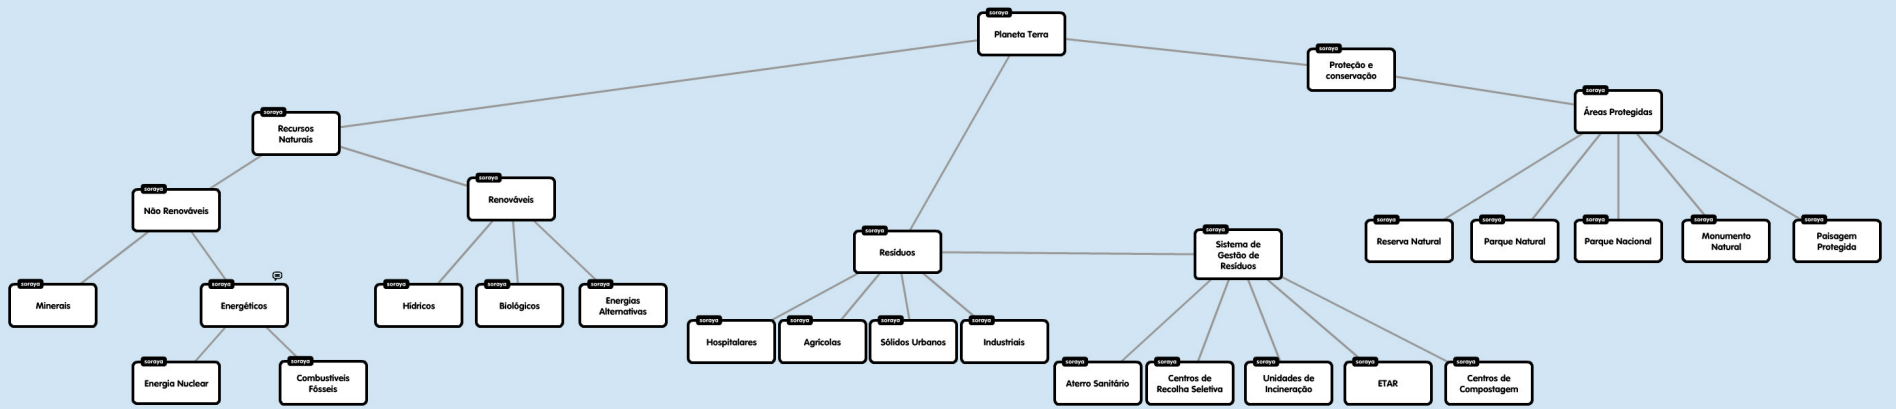 soraya
Planeta Terra
soraya
Proteção e
conservação
soraya
Áreas Protegidas
soraya
Recursos
Naturais
soraya
Não Renováveis
soraya
Renováveis
soraya
Reserva Natural
soraya
Parque Natural
soraya
Parque Nacional
soraya
Monumento
Natural
soraya
Paisagem
Protegida
soraya
Resíduos
soraya
Sistema de
Gestão de
Resíduos
soraya
Minerais
soraya
Energéticos
soraya
Hídricos
soraya
Biológicos
soraya
Energias
Alternativas
soraya
Hospitalares
soraya
Agrícolas
soraya
Sólidos Urbanos
soraya
Industriais
soraya
Energia Nuclear
soraya
Combustíveis
Fósseis
soraya
Aterro Sanitário
soraya
Centros de
Recolha Seletiva
soraya
Unidades de
Incineração
soraya
ETAR
soraya
Centros de
Compostagem